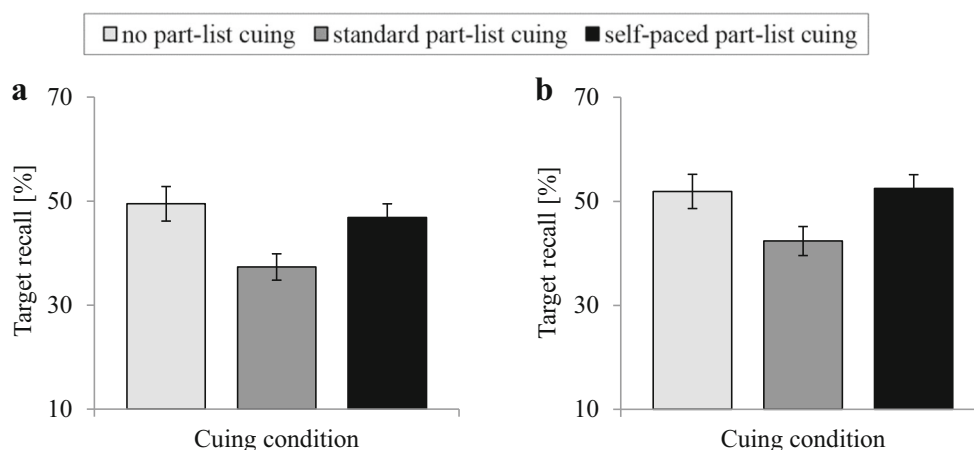 no part-list cuing standard part-list cuing self-paced part-list cuing
a
Target recall [%]
70
50
30
10
Cuing condition
b
Target recall [%]
70
50
30
10
Cuing condition